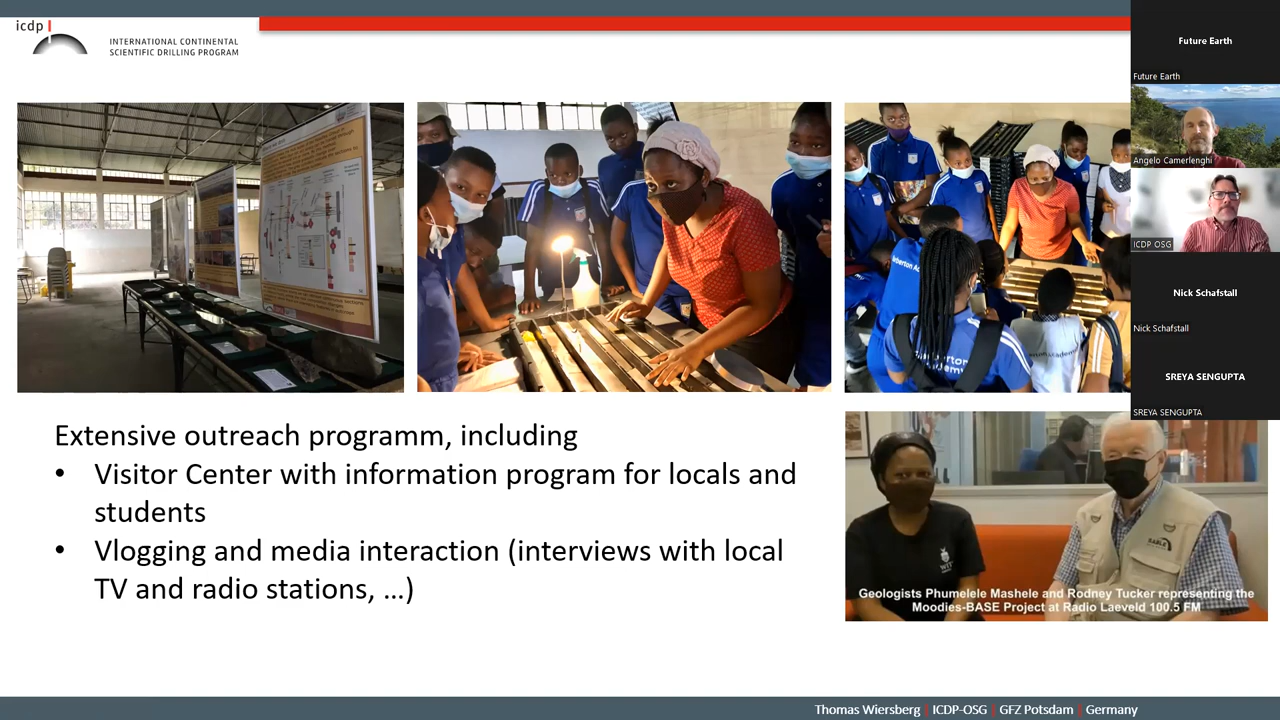 icdp
INTERNATIONAL CONTINENTAL
SCIENTIFIC DRILLING PROGRAM
Future Earth
Future Earth
Angelo Camerlenghi
ICDP OSG
Nick Schafstall
Nick Schafstall
SREYA SENGUPTA
SREYA SENGUPTA
Extensive outreach programm, including
• Visitor Center with information program for locals and
students
• Vlogging and media interaction (interviews with local
TV and radio stations, ...)
Geologists Phumelele Mashele and Rodney Tucker representing the
Moodies-BASE Project at Radio Laeveld 100.5 FM
Thomas Wiersberg | ICDP-OSG | GFZ Potsdam | Germany